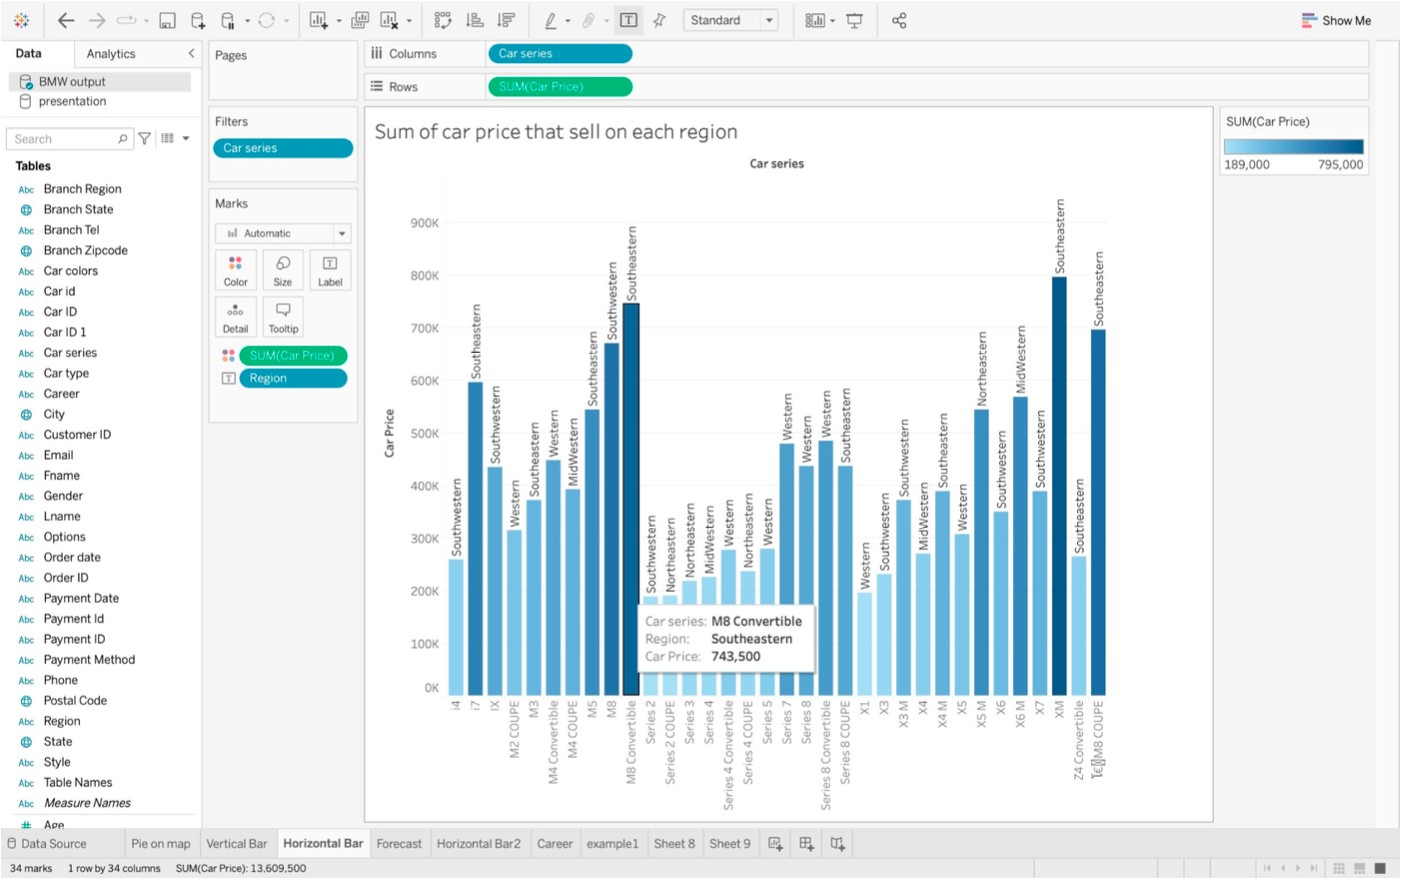 Standard
Show Me
Data
Analytics
Pages
Columns
Car series
Rows
SUM(Car Price)
BMW output
presentation
Search
Tables
Abc Branch Region
Branch State
Abc Branch Tel
Branch Zipcode
Abc Car colors
Abc Car id
Abc Car ID
Abc Car ID 1
Abc Car series
Abc Car type
Abc Career
City
Abc Customer ID
Abc Email
Abc Fname
Abc Gender
Abc Lname
Abc Options
Abc Order date
Abc Order ID
Abc Payment Date
Abc Payment Id
Abc Payment ID
Abc Payment Method
Abc Phone
Postal Code
Abc Region
State
Abc Style
Abc Table Names
Abc Measure Names
# Age
Filters
Car series
Marks
Automatic
Color
Size
Label
Detail
Tooltip
SUM(Car Price)
Region
Sum of car price that sell on each region
Car series
Car Price
900K
800K
700K
600K
500K
400K
300K
200K
100K
0K
Southwestern
Southeastern
Southwestern
Western
Southeastern
Western
MidWestern
Southeastern
Southwestern
Southeastern
Southwestern
Northeastern
Northeastern
MidWestern
Western
Northeastern
Western
Western
Western
Western
Southeastern
Western
Southwestern
Southwestern
MidWestern
Southeastern
Western
Northeastern
Southwestern
MidWestern
Southwestern
Southeastern
Southeastern
Southeastern
Car series: M8 Convertible
Region: Southeastern
Car Price: 743,500
i4
i7
IX
M2 COUPE
M3
M4 Convertible
M4 COUPE
M5
M8
M8 Convertible
Series 2
Series 2 COUPE
Series 3
Series 4
Series 4 Convertible
Series 4 COUPE
Series 5
Series 7
Series 8
Series 8 Convertible
Series 8 COUPE
X1
X3
X3 M
X4
X4 M
X5
X5 M
X6
X6 M
X7
XM
Z4 Convertible
M8 COUPE
SUM(Car Price)
189,000
795,000
Data Source
Pie on map
Vertical Bar
Horizontal Bar
Forecast
Horizontal Bar2
Career
example1
Sheet 8
Sheet 9
34 marks
1 row by 34 columns
SUM(Car Price): 13,609,500